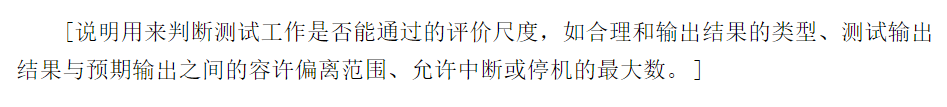 [说明用来判断测试工作是否能通过的评价尺度，如合理和输出结果的类型、测试输出
结果与预期输出之间的容许偏离范围、允许中断或停机的最大数。]